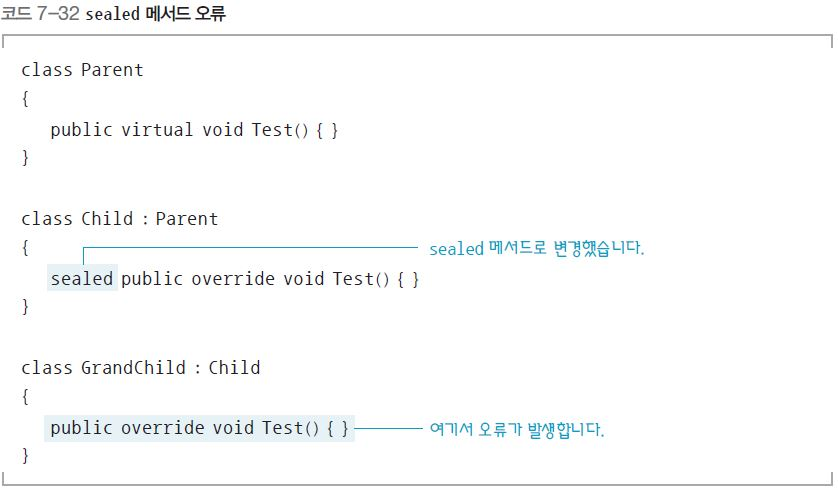 코드 7-32 sealed 메서드 오류
class Parent
{
public virtual void Test() { }
}
class Child : Parent
{
sealed 메서드로 변경했습니다.
sealed public override void Test() { }
}
class GrandChild : Child
{
public override void Test() { }
여기서 오류가 발생합니다.
}